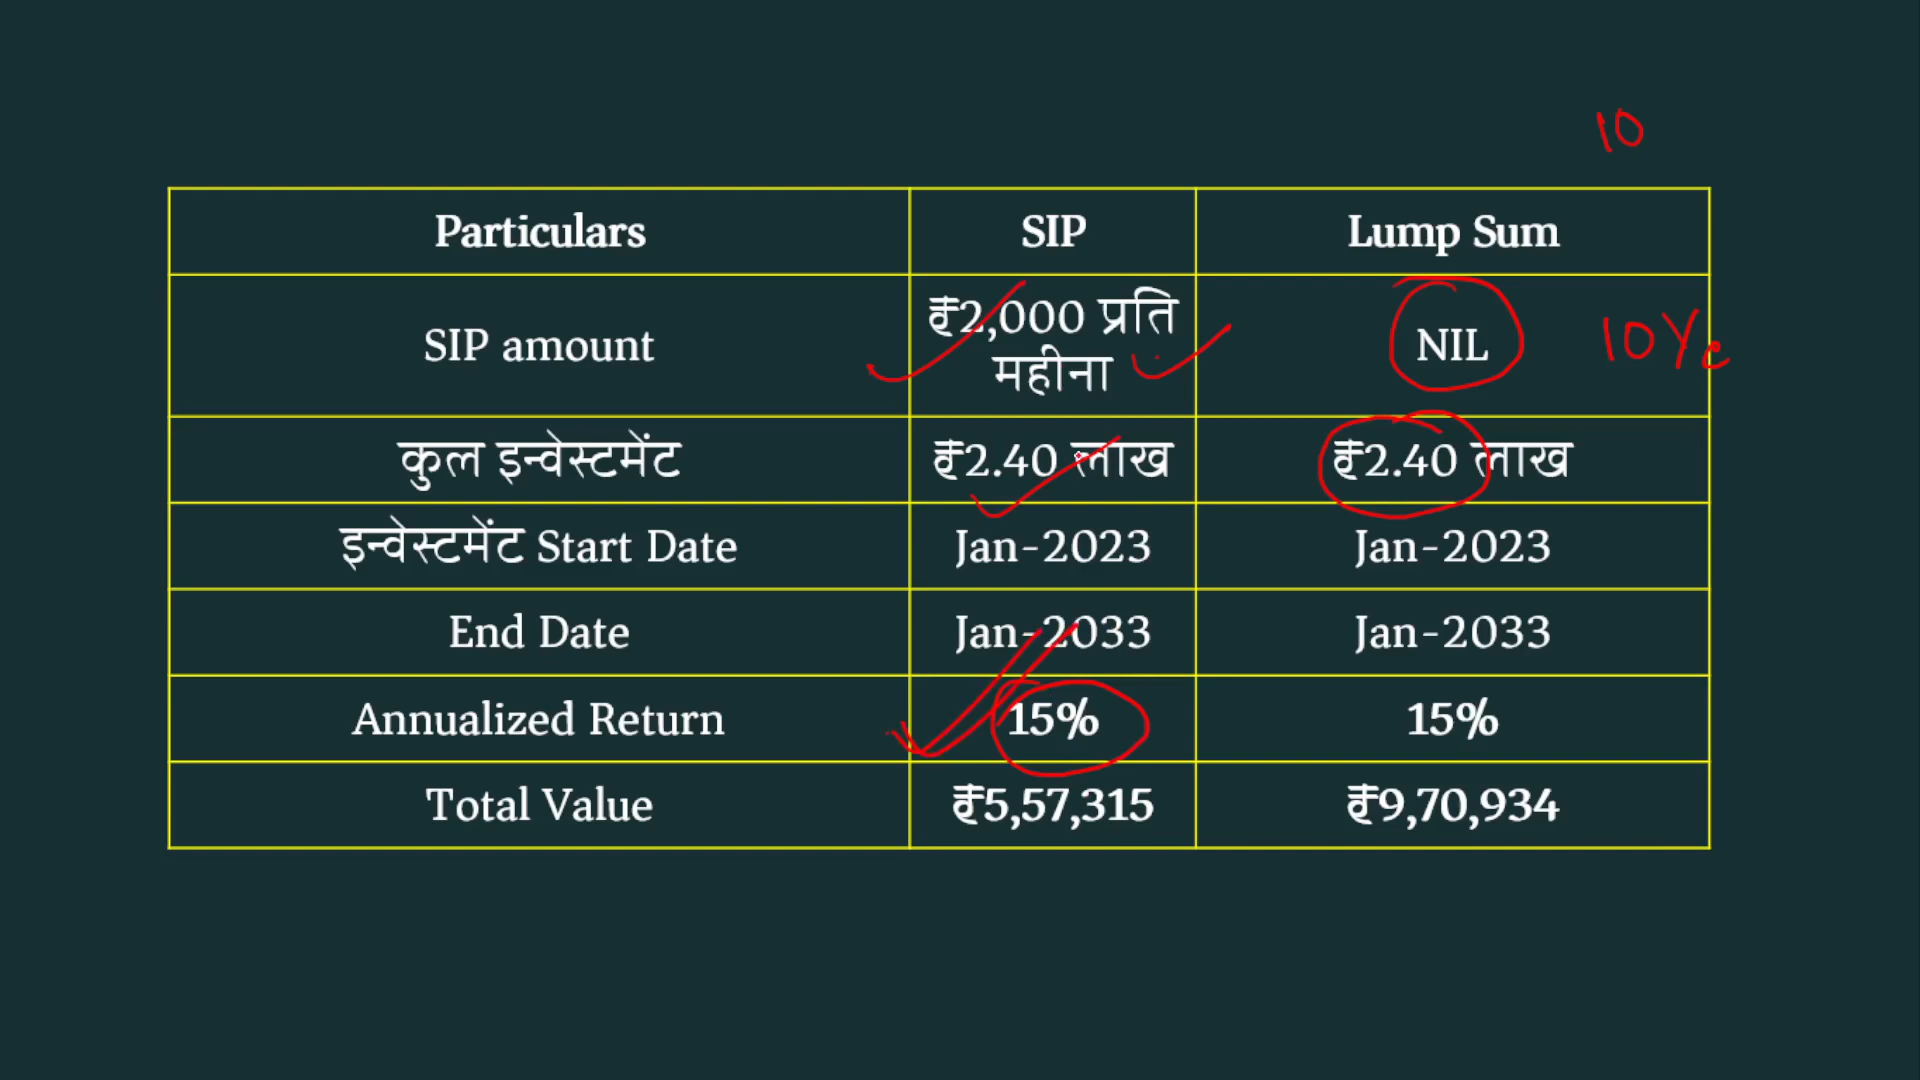 10
Particulars SIP Lump Sum
SIP amount ₹2,000 प्रति महीना NIL 10Ye
कुल इन्वेस्टमेंट ₹2.40 लाख ₹2.40 लाख
इन्वेस्टमेंट Start Date Jan-2023 Jan-2023
End Date Jan-2033 Jan-2033
Annualized Return 15% 15%
Total Value ₹5,57,315 ₹9,70,934